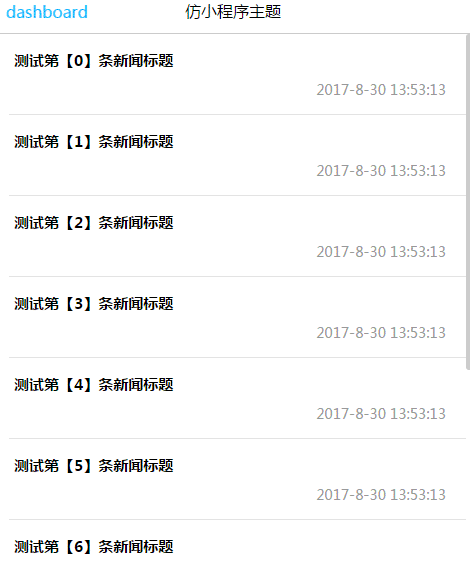 dashboard 仿小程序主题
测试第【0】条新闻标题
2017-8-30 13:53:13
测试第【1】条新闻标题
2017-8-30 13:53:13
测试第【2】条新闻标题
2017-8-30 13:53:13
测试第【3】条新闻标题
2017-8-30 13:53:13
测试第【4】条新闻标题
2017-8-30 13:53:13
测试第【5】条新闻标题
2017-8-30 13:53:13
测试第【6】条新闻标题